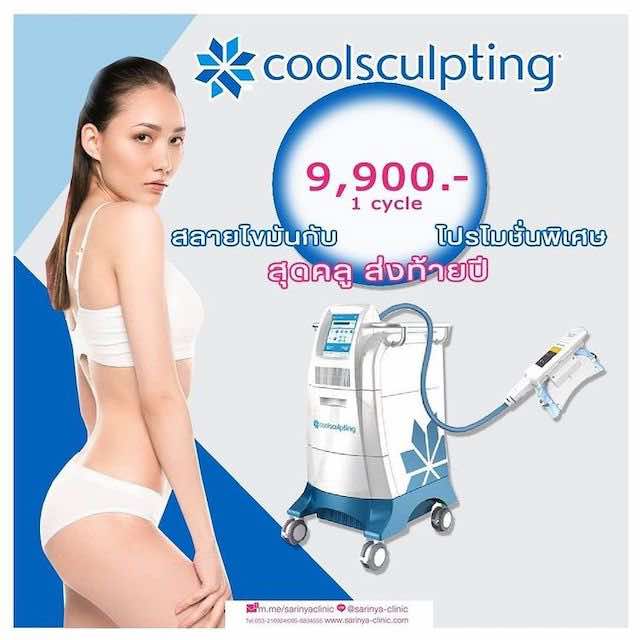 coolsculpting
9,900.-
1 cycle
สลายไขมันกับ โปรโมชั่นพิเศษ
สุดคลู ส่งท้ายปี
coolsculpting
m.me/sarinyaclinic @sarinya-clinic
www.sarinya-clinic.com